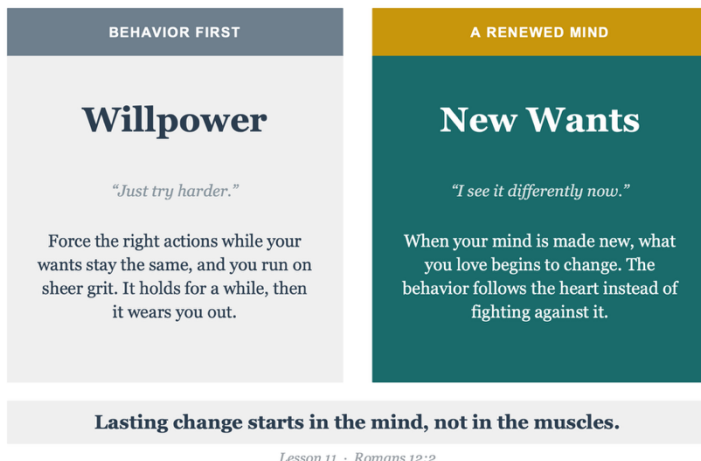 BEHAVIOR FIRST
Willpower
“Just try harder.”
Force the right actions while your
wants stay the same, and you run on
sheer grit. It holds for a while, then
it wears you out.
A RENEWED MIND
New Wants
“I see it differently now.”
When your mind is made new, what
you love begins to change. The
behavior follows the heart instead of
fighting against it.
Lasting change starts in the mind, not in the muscles.
Lesson 11 · Romans 12:2